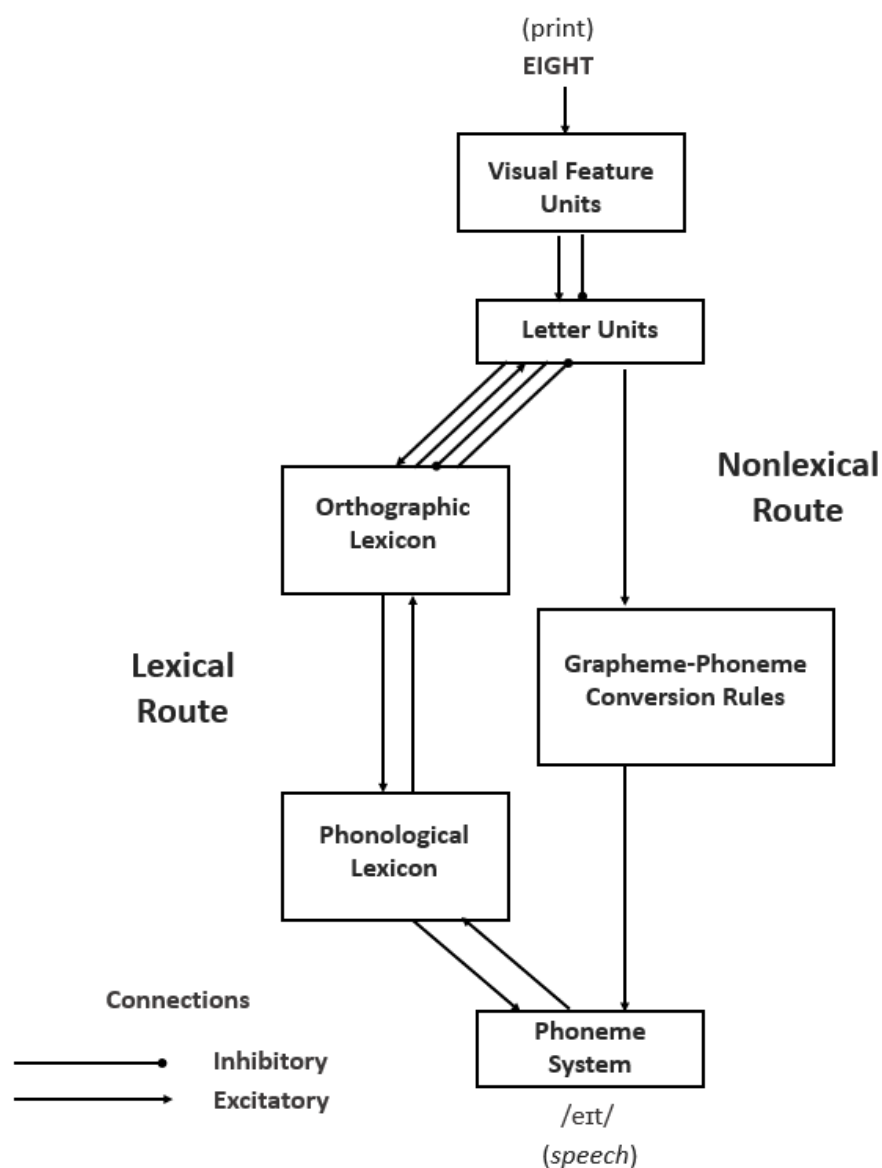 (print)
EIGHT
Visual Feature
Units
Letter Units
Nonlexical
Route
Orthographic
Lexicon
Lexical
Route
Grapheme-Phoneme
Conversion Rules
Phonological
Lexicon
Connections
Inhibitory
Excitatory
Phoneme
System
/eɪt/
(speech)